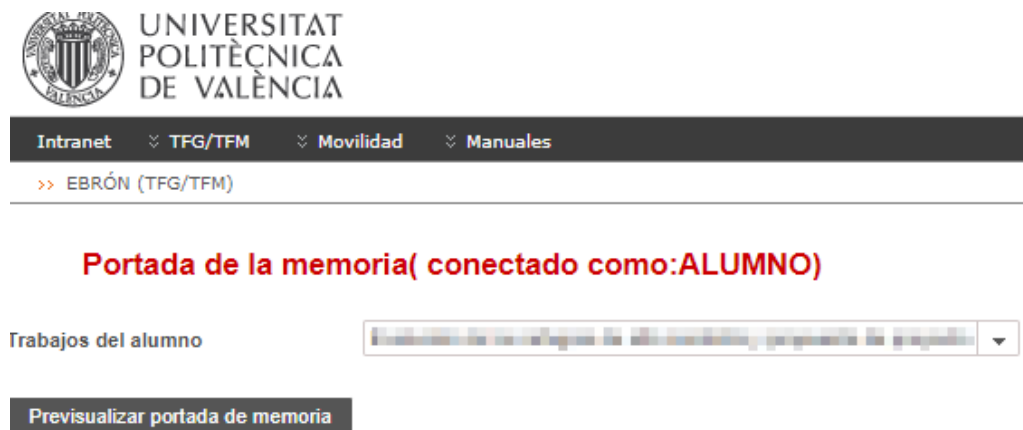 UNIVERSITAT
POLITÈCNICA
DE VALÈNCIA
Intranet TFG/TFM Movilidad Manuales
>> EBRÓN (TFG/TFM)
Portada de la memoria( conectado como:ALUMNO)
Trabajos del alumno
Previsualizar portada de memoria